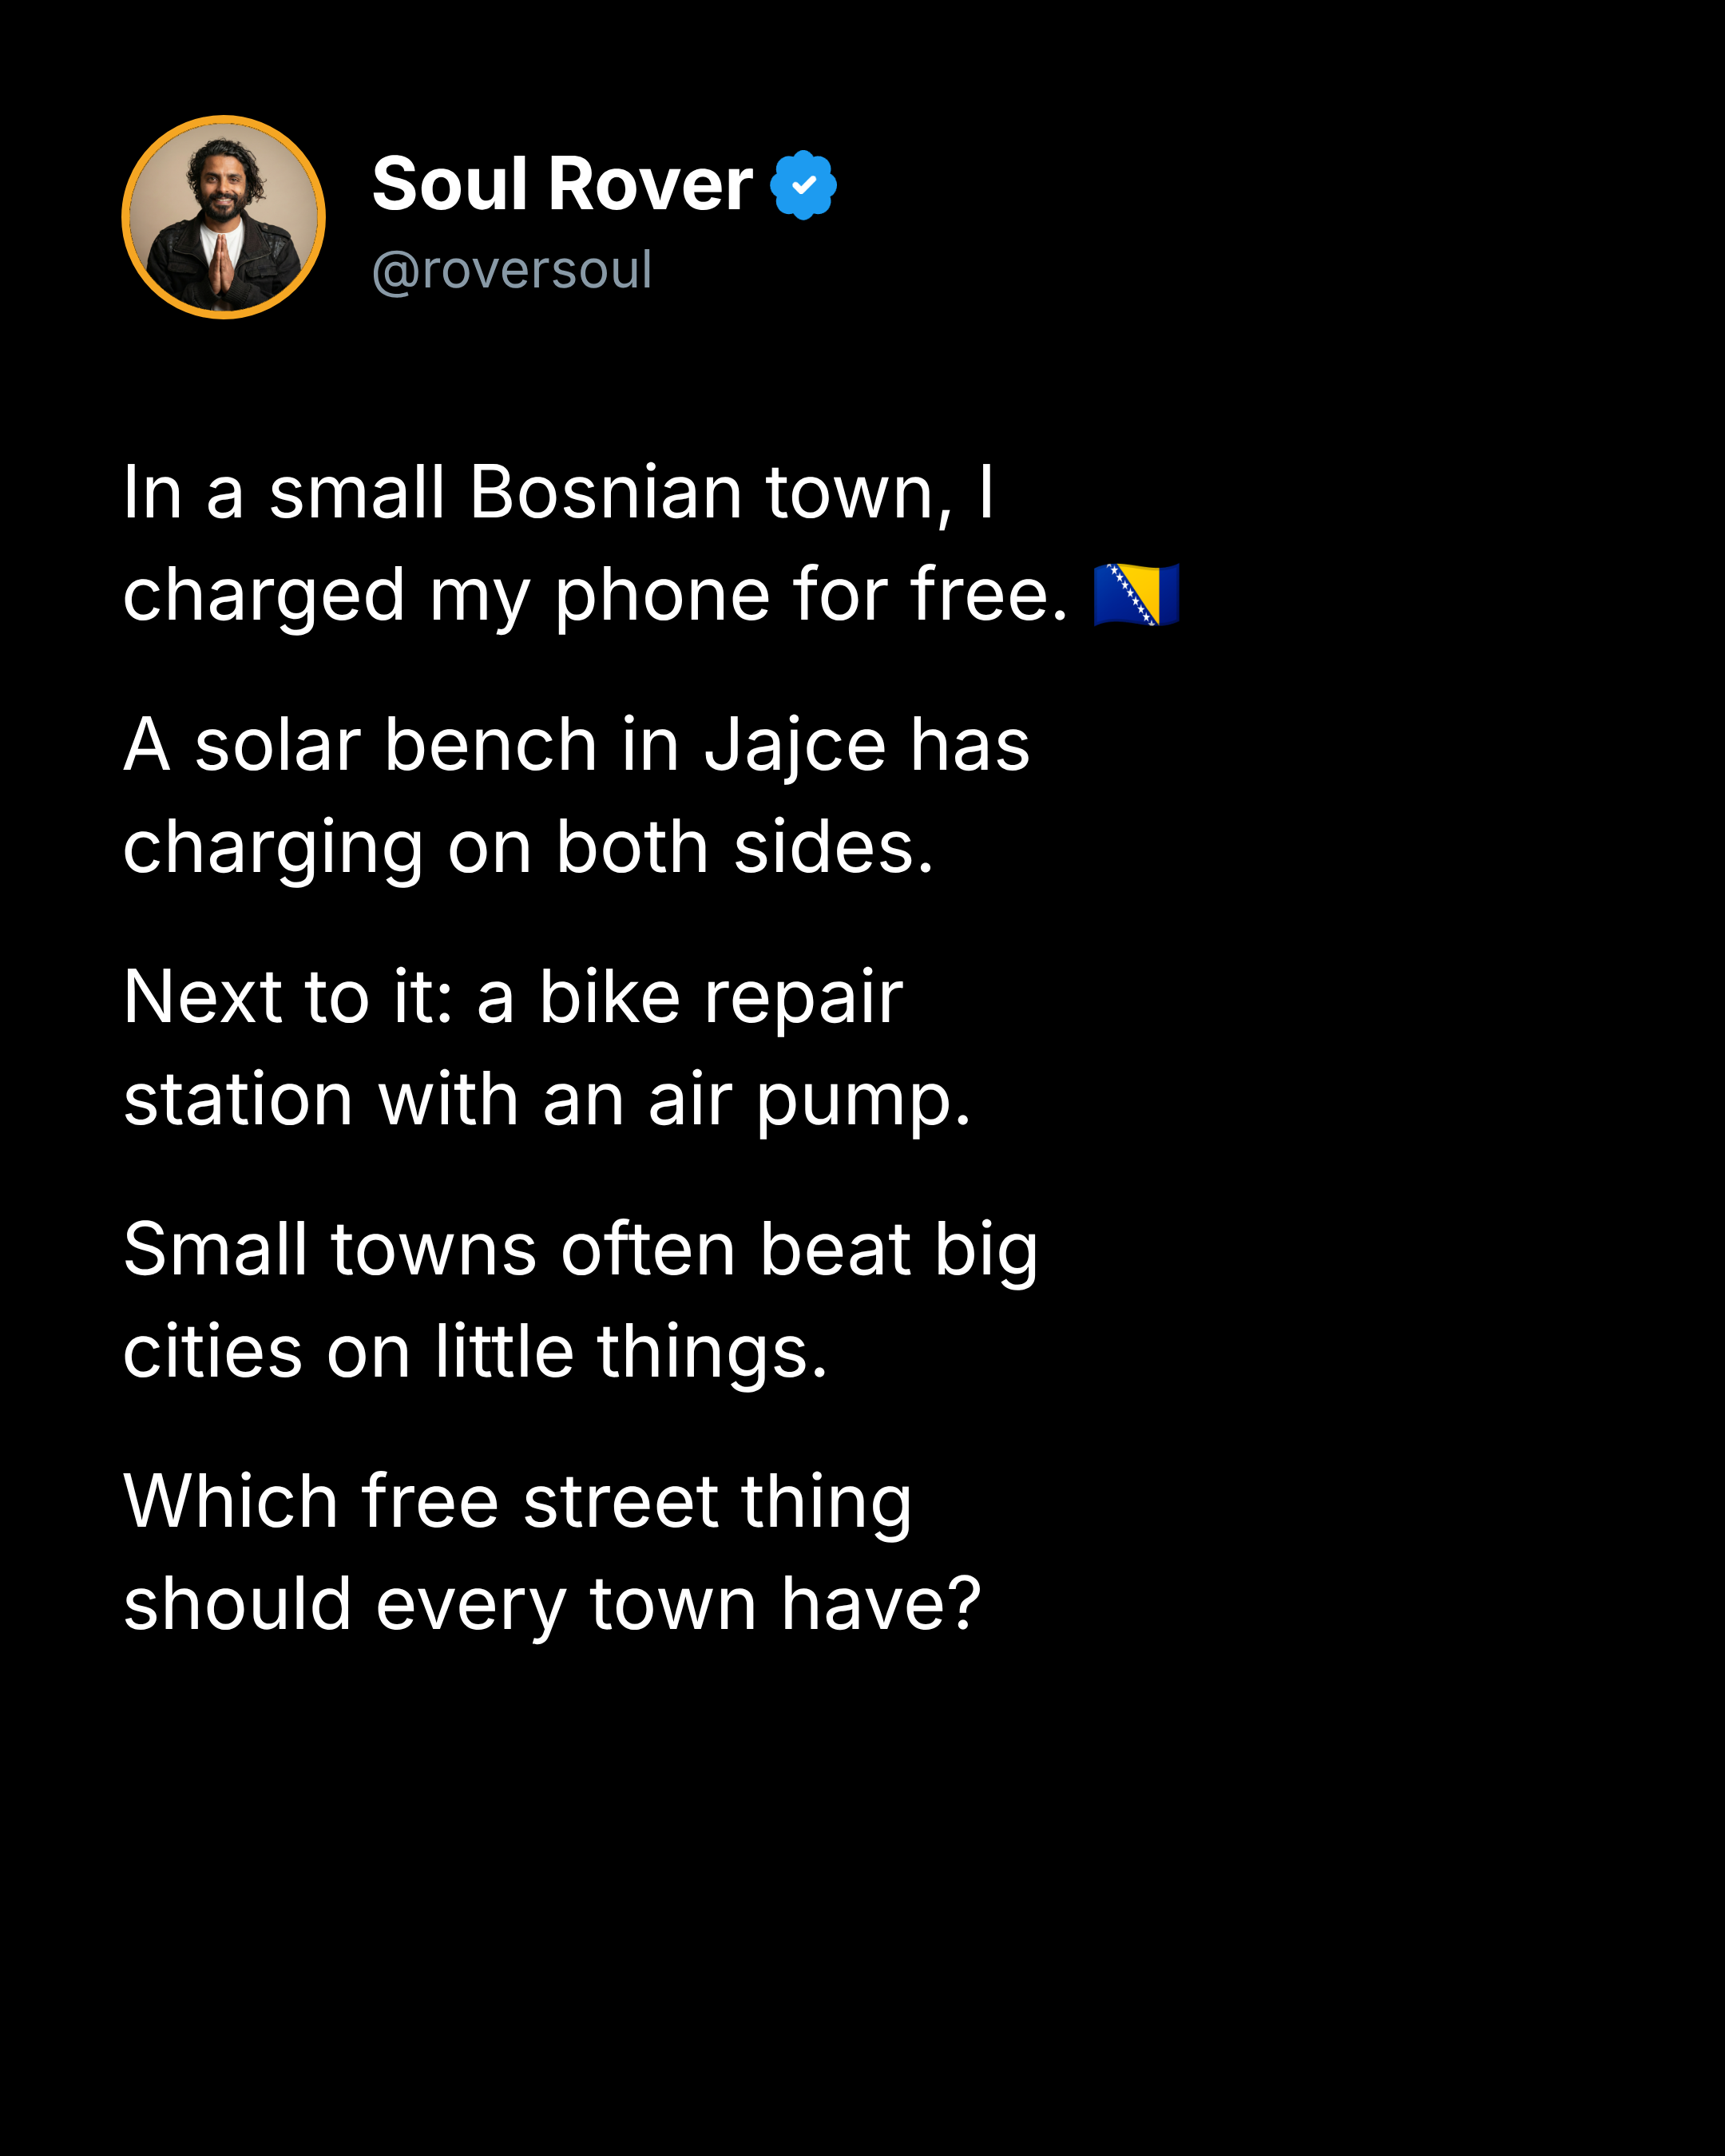 Soul Rover
@roversoul
In a small Bosnian town, I
charged my phone for free. 🇧🇦
A solar bench in Jajce has
charging on both sides.
Next to it: a bike repair
station with an air pump.
Small towns often beat big
cities on little things.
Which free street thing
should every town have?